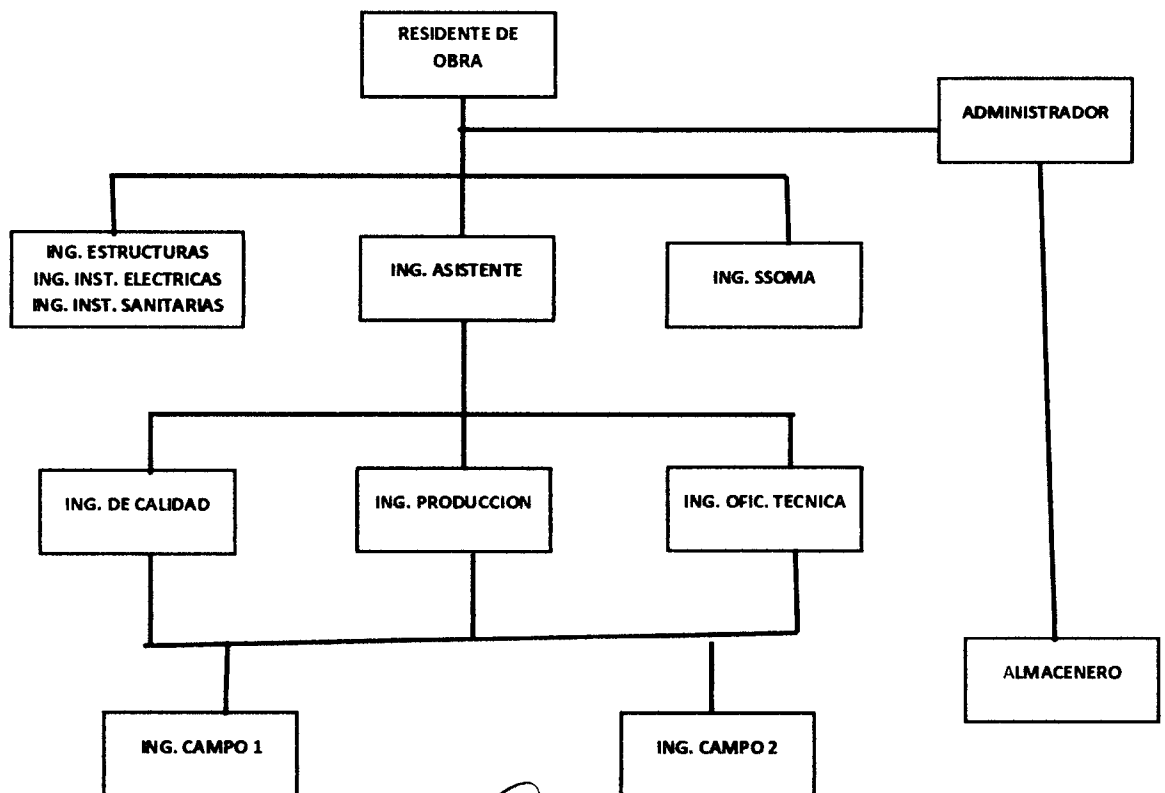 RESIDENTE DE
OBRA
ADMINISTRADOR
ING. ESTRUCTURAS
ING. INST. ELECTRICAS
ING. INST. SANITARIAS
ING. ASISTENTE
ING. SSOMA
ING. DE CALIDAD
ING. PRODUCCION
ING. OFIC. TECNICA
ALMACENERO
ING. CAMPO 1
ING. CAMPO 2